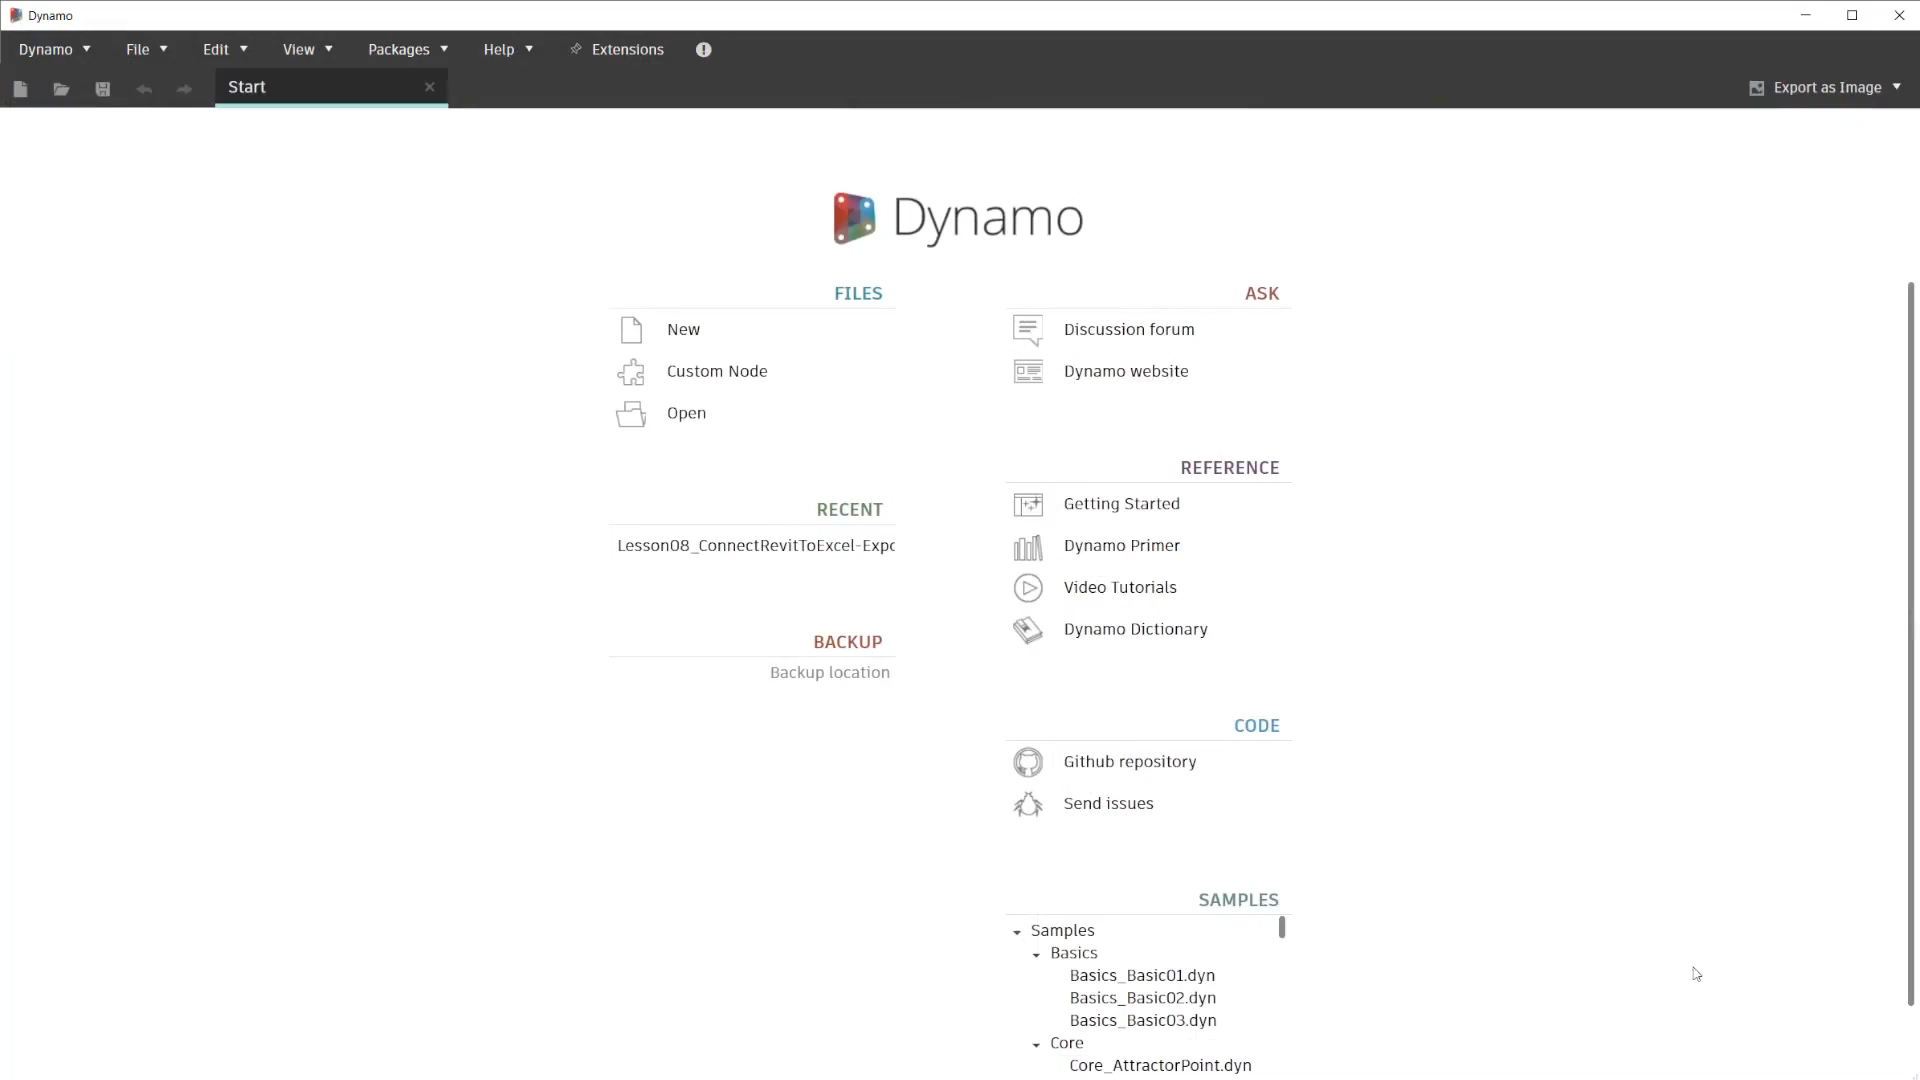 Dynamo
Dynamo File Edit View Packages Help Extensions
Start Export as Image
Dynamo
FILES
New
Custom Node
Open
RECENT
Lesson08_ConnectRevitToExcel-Expo
BACKUP
Backup location
ASK
Discussion forum
Dynamo website
REFERENCE
Getting Started
Dynamo Primer
Video Tutorials
Dynamo Dictionary
CODE
Github repository
Send issues
SAMPLES
Samples
Basics
Basics_Basic01.dyn
Basics_Basic02.dyn
Basics_Basic03.dyn
Core
Core_AttractorPoint.dyn